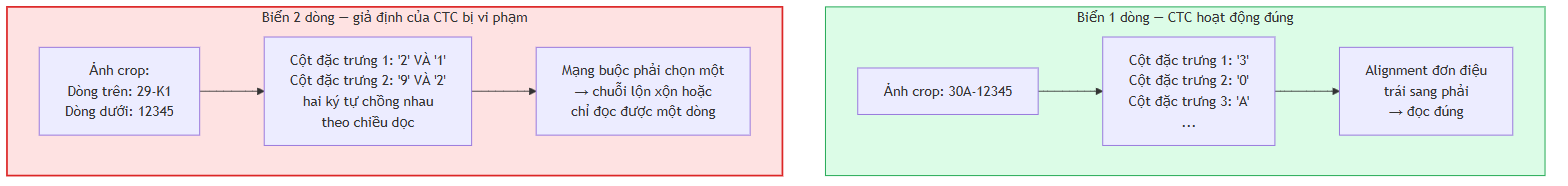 Biển 2 dòng — giả định của CTC bị vi phạm
Ảnh crop:
Dòng trên: 29-K1
Dòng dưới: 12345
Cột đặc trưng 1: '2' VÀ '1'
Cột đặc trưng 2: '9' VÀ '2'
hai ký tự chồng nhau
theo chiều dọc
Mạng buộc phải chọn một
→ chuỗi lộn xộn hoặc
chỉ đọc được một dòng
Biển 1 dòng — CTC hoạt động đúng
Ảnh crop: 30A-12345
Cột đặc trưng 1: '3'
Cột đặc trưng 2: '0'
Cột đặc trưng 3: 'A'
...
Alignment đơn điệu
trái sang phải
→ đọc đúng